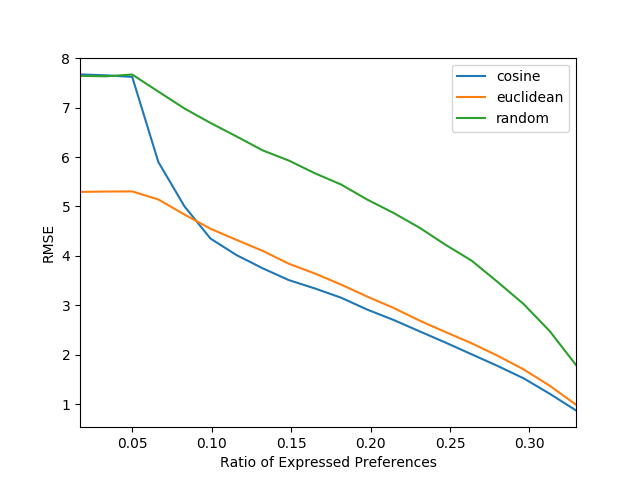 8
7
6
5
4
3
2
1
RMSE
cosine
euclidean
random
0.05 0.10 0.15 0.20 0.25 0.30
Ratio of Expressed Preferences